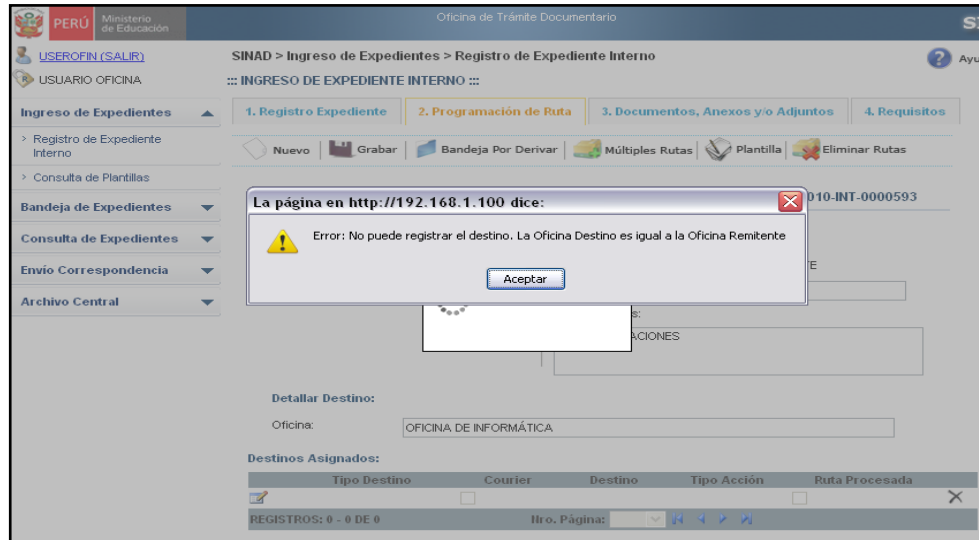 PERÚ
Ministerio
de Educación
Oficina de Trámite Documentario
USEROFIN (SALIR)
USUARIO OFICINA
SINAD > Ingreso de Expedientes > Registro de Expediente Interno
::: INGRESO DE EXPEDIENTE INTERNO :::
Ingreso de Expedientes
> Registro de Expediente
Interno
> Consulta de Plantillas
Bandeja de Expedientes
Consulta de Expedientes
Envío Correspondencia
Archivo Central
1. Registro Expediente
2. Programación de Ruta
3. Documentos, Anexos y/o Adjuntos
4. Requisitos
Nuevo
Grabar
Bandeja Por Derivar
Múltiples Rutas
Plantilla
Eliminar Rutas
010-INT-0000593
La página en http://192.168.1.100 dice:
Error: No puede registrar el destino. La Oficina Destino es igual a la Oficina Remitente
Aceptar
Detallar Destino:
Oficina:
OFICINA DE INFORMÁTICA
Destinos Asignados:
Tipo Destino Courier Destino Tipo Acción Ruta Procesada
REGISTROS: 0 - 0 DE 0 Nro. Página: